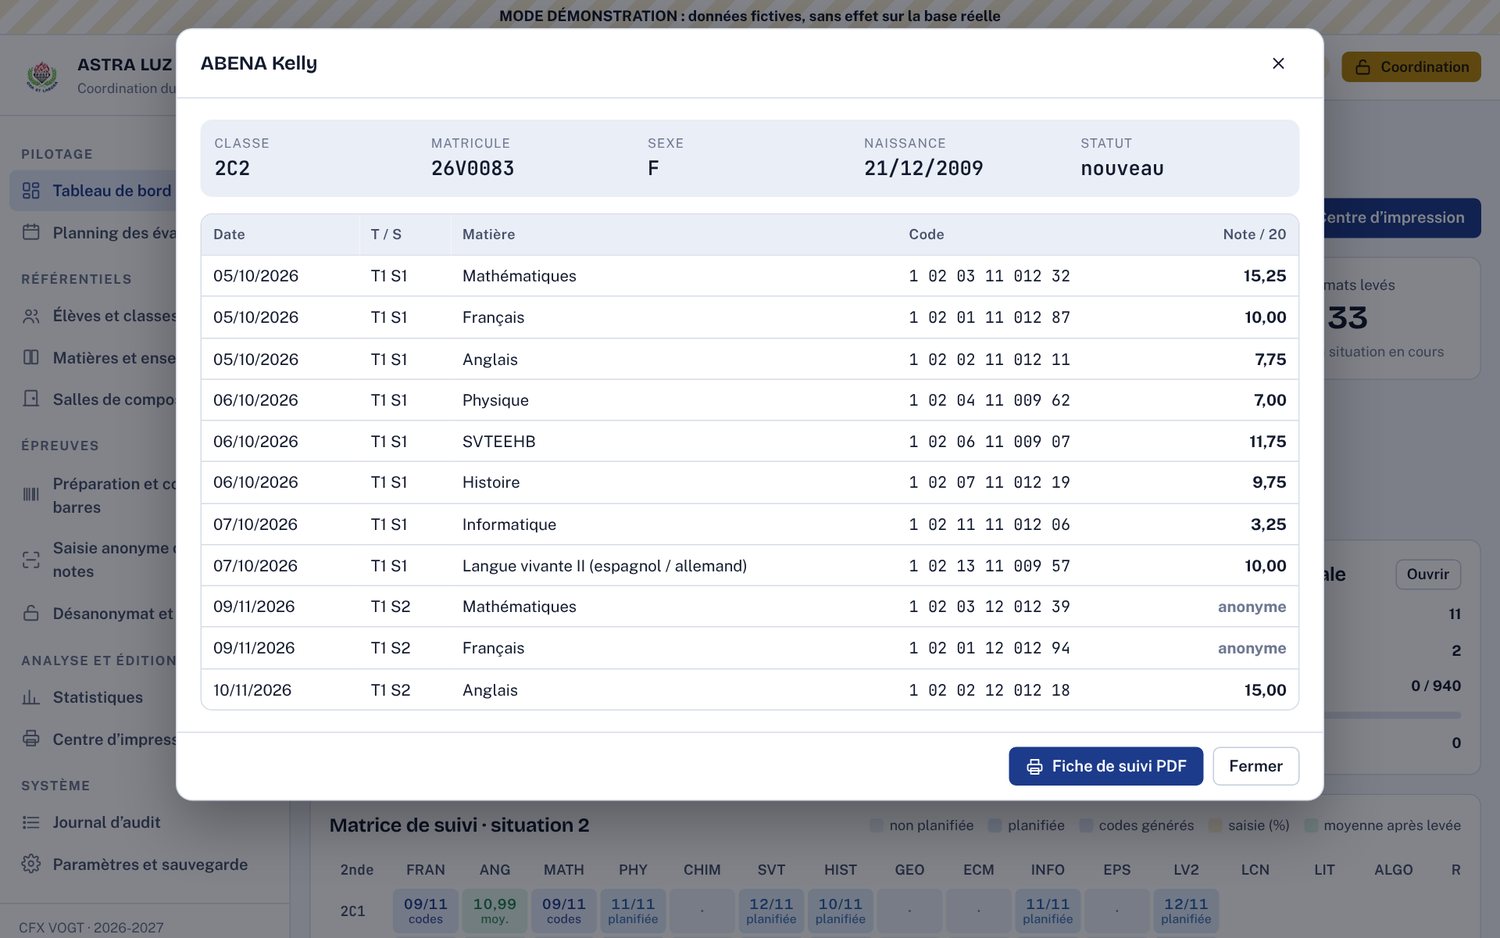 MODE DÉMONSTRATION : données fictives, sans effet sur la base réelle
ASTRA LUZ
Coordination du
Coordination
ABENA Kelly
CLASSE MATRICULE SEXE NAISSANCE STATUT
2C2 26V0083 F 21/12/2009 nouveau
Date T / S Matière Code Note / 20
05/10/2026 T1 S1 Mathématiques 1 02 03 11 012 32 15,25
05/10/2026 T1 S1 Français 1 02 01 11 012 87 10,00
05/10/2026 T1 S1 Anglais 1 02 02 11 012 11 7,75
06/10/2026 T1 S1 Physique 1 02 04 11 009 62 7,00
06/10/2026 T1 S1 SVTEEHB 1 02 06 11 009 07 11,75
06/10/2026 T1 S1 Histoire 1 02 07 11 012 19 9,75
07/10/2026 T1 S1 Informatique 1 02 11 11 012 06 3,25
07/10/2026 T1 S1 Langue vivante II (espagnol / allemand) 1 02 13 11 009 57 10,00
09/11/2026 T1 S2 Mathématiques 1 02 03 12 012 39 anonyme
09/11/2026 T1 S2 Français 1 02 01 12 012 94 anonyme
10/11/2026 T1 S2 Anglais 1 02 02 12 012 18 15,00
Fiche de suivi PDF
Fermer
PILOTAGE
Tableau de bord
Planning des éva
RÉFÉRENTIELS
Élèves et classes
Matières et ense
Salles de compo
ÉPREUVES
Préparation et co
barres
Saisie anonyme
notes
Désanonymat et
ANALYSE ET ÉDITION
Statistiques
Centre d'impress
SYSTÈME
Journal d'audit
Paramètres et sauvegarde
CFX VOGT · 2026-2027
Centre d'impression
mats levés
33
situation en cours
ale
Ouvrir
11
2
0 / 940
0
Matrice de suivi · situation 2
non planifiée planifiée codes générés saisie (%) moyenne après levée
2nde FRAN ANG MATH PHY CHIM SVT HIST GEO ECM INFO EPS LV2 LCN LIT ALGO R
2C1 09/11 10,99 09/11 11/11 · 12/11 10/11 · · 11/11 · 12/11
codes moy. codes planifiée planifiée planifiée planifiée planifiée